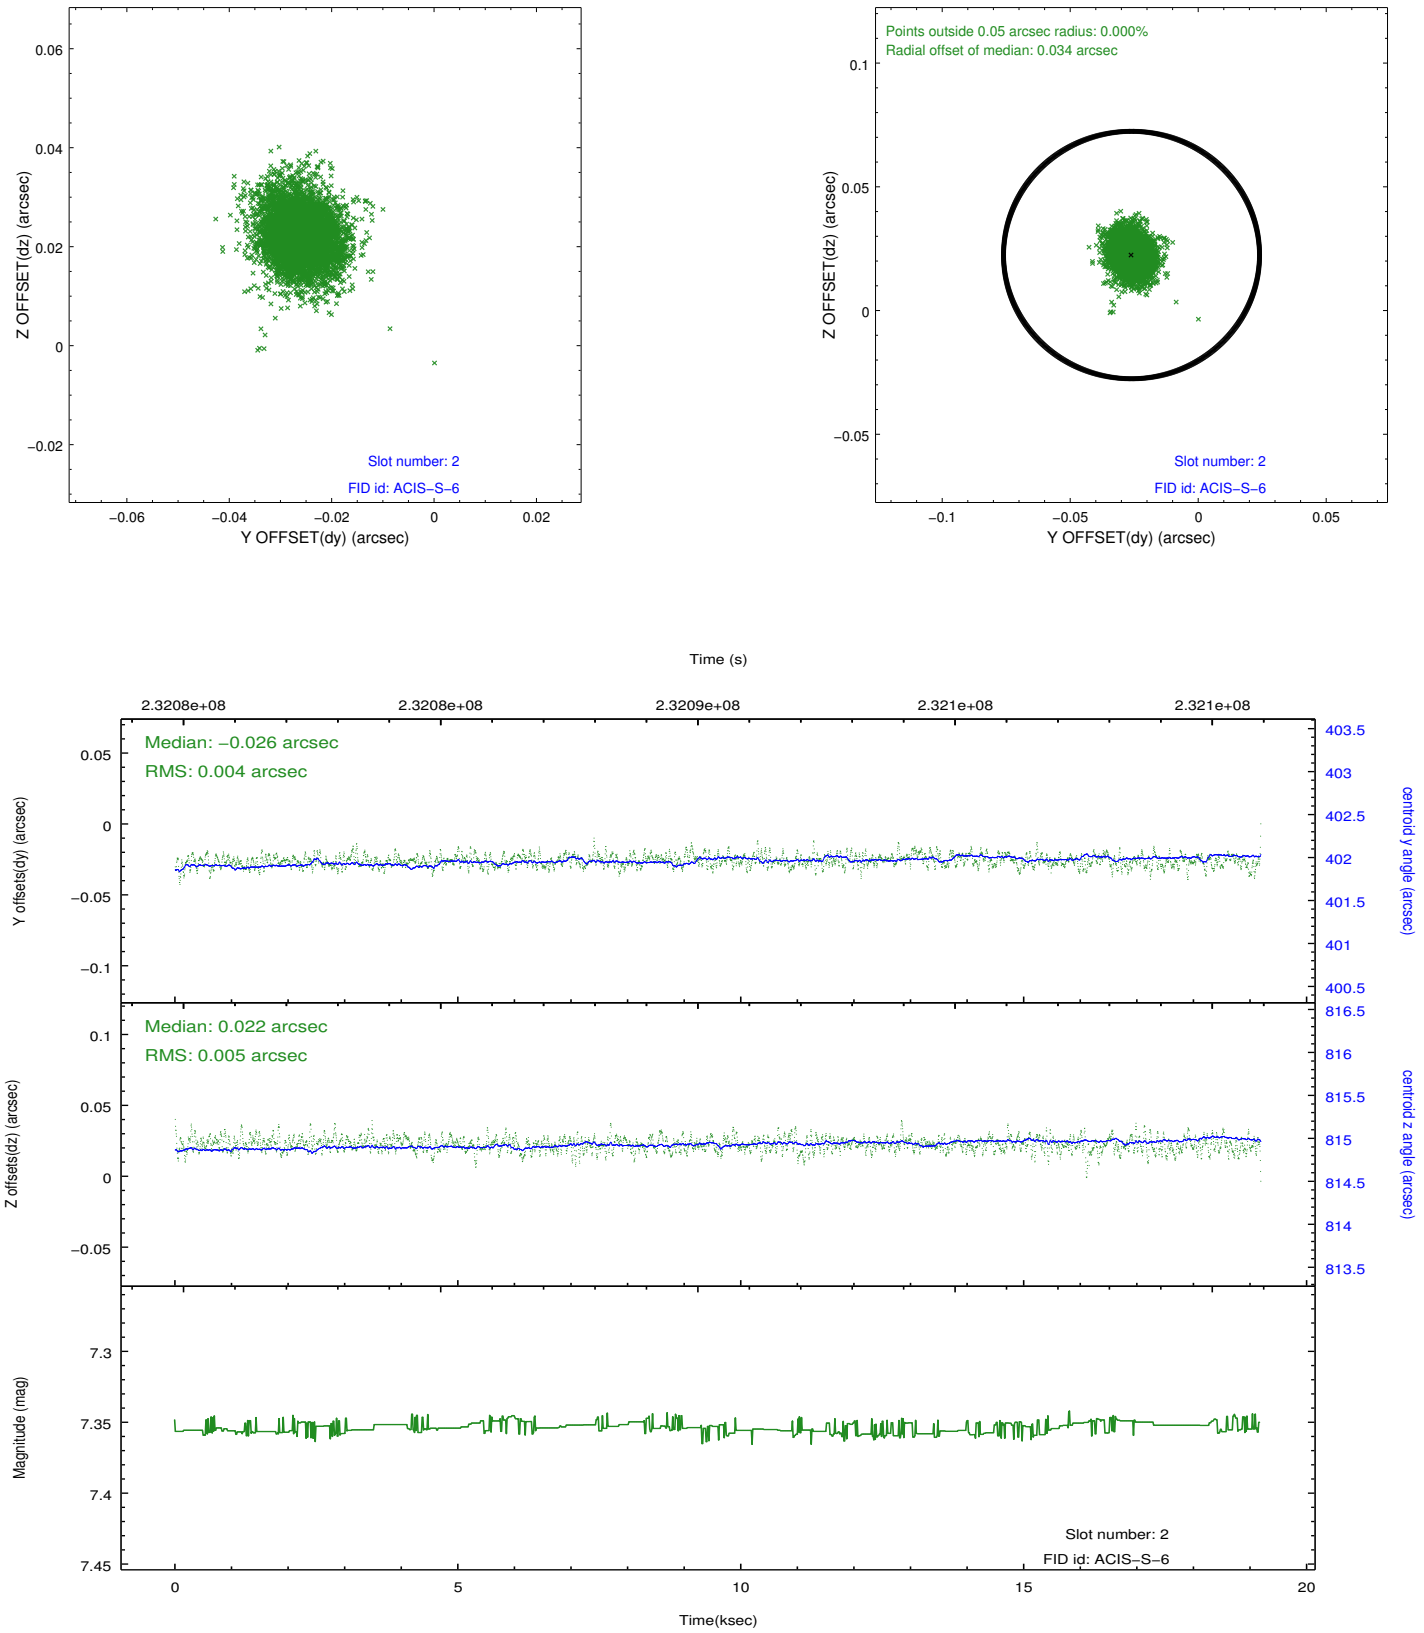 0.06
0.04
0.02
0
−0.02
Z OFFSET(dz) (arcsec)
−0.06
−0.04
−0.02
0
0.02
Y OFFSET(dy) (arcsec)
Slot number: 2
FID id: ACIS−S−6
Points outside 0.05 arcsec radius: 0.000%
Radial offset of median: 0.034 arcsec
0.1
0.05
0
−0.05
Z OFFSET(dz) (arcsec)
−0.1
−0.05
0
0.05
Y OFFSET(dy) (arcsec)
Slot number: 2
FID id: ACIS−S−6
Time (s)
2.3208e+08
2.3208e+08
2.3209e+08
2.321e+08
2.321e+08
Median: −0.026 arcsec
RMS: 0.004 arcsec
0.05
0
−0.05
−0.1
Y offsets(dy) (arcsec)
403.5
403
402.5
402
401.5
401
400.5
centroid y angle (arcsec)
Median: 0.022 arcsec
RMS: 0.005 arcsec
0.1
0.05
0
−0.05
Z offsets(dz) (arcsec)
816.5
816
815.5
815
814.5
814
813.5
centroid z angle (arcsec)
7.3
7.35
7.4
7.45
Magnitude (mag)
Slot number: 2
FID id: ACIS−S−6
0
5
10
15
20
Time(ksec)